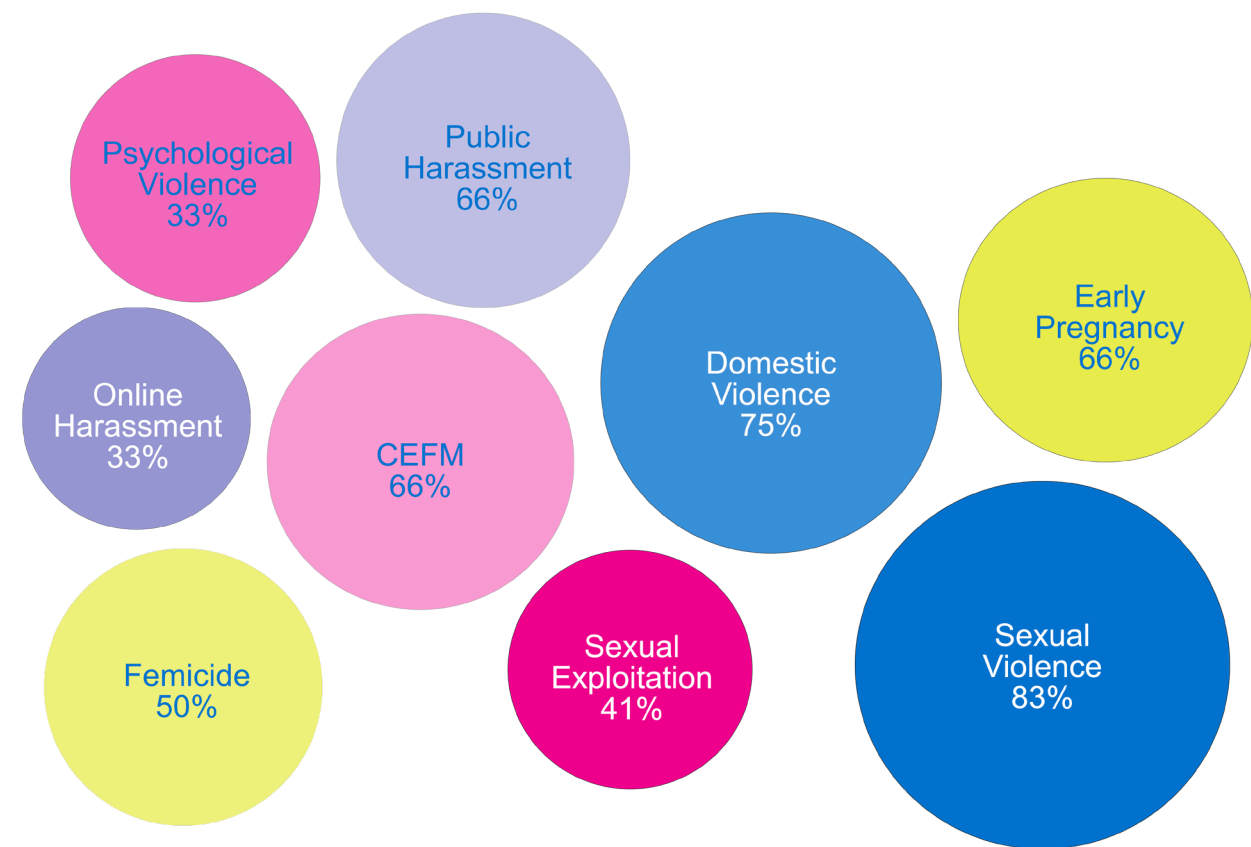 Psychological
Violence
33%
Public
Harassment
66%
Early
Pregnancy
66%
Domestic
Violence
75%
Online
Harassment
33%
CEFM
66%
Femicide
50%
Sexual
Exploitation
41%
Sexual
Violence
83%